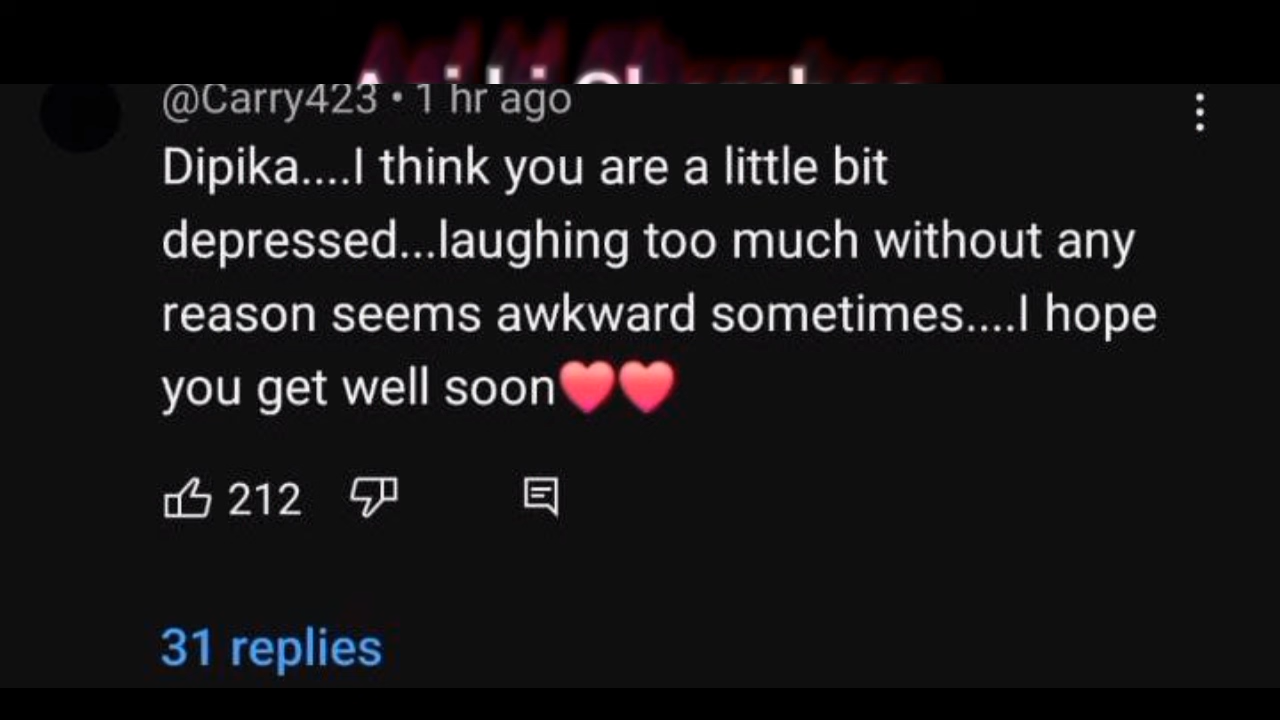 @Carry423 • 1 hr ago
Dipika....I think you are a little bit
depressed...laughing too much without any
reason seems awkward sometimes....I hope
you get well soon♥♥
212
31 replies